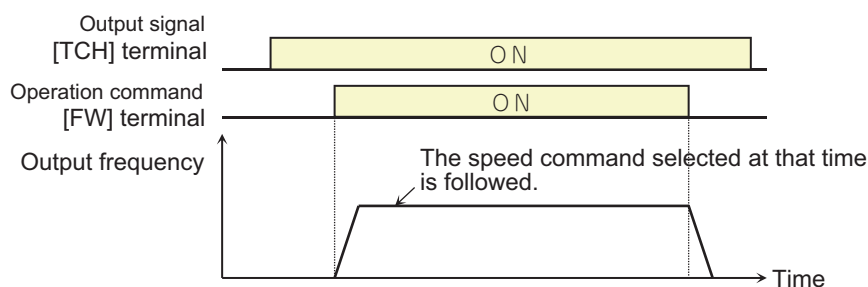 Output signal
[TCH] terminal
ON
Operation command
[FW] terminal
ON
Output frequency
The speed command selected at that time
is followed.
Time